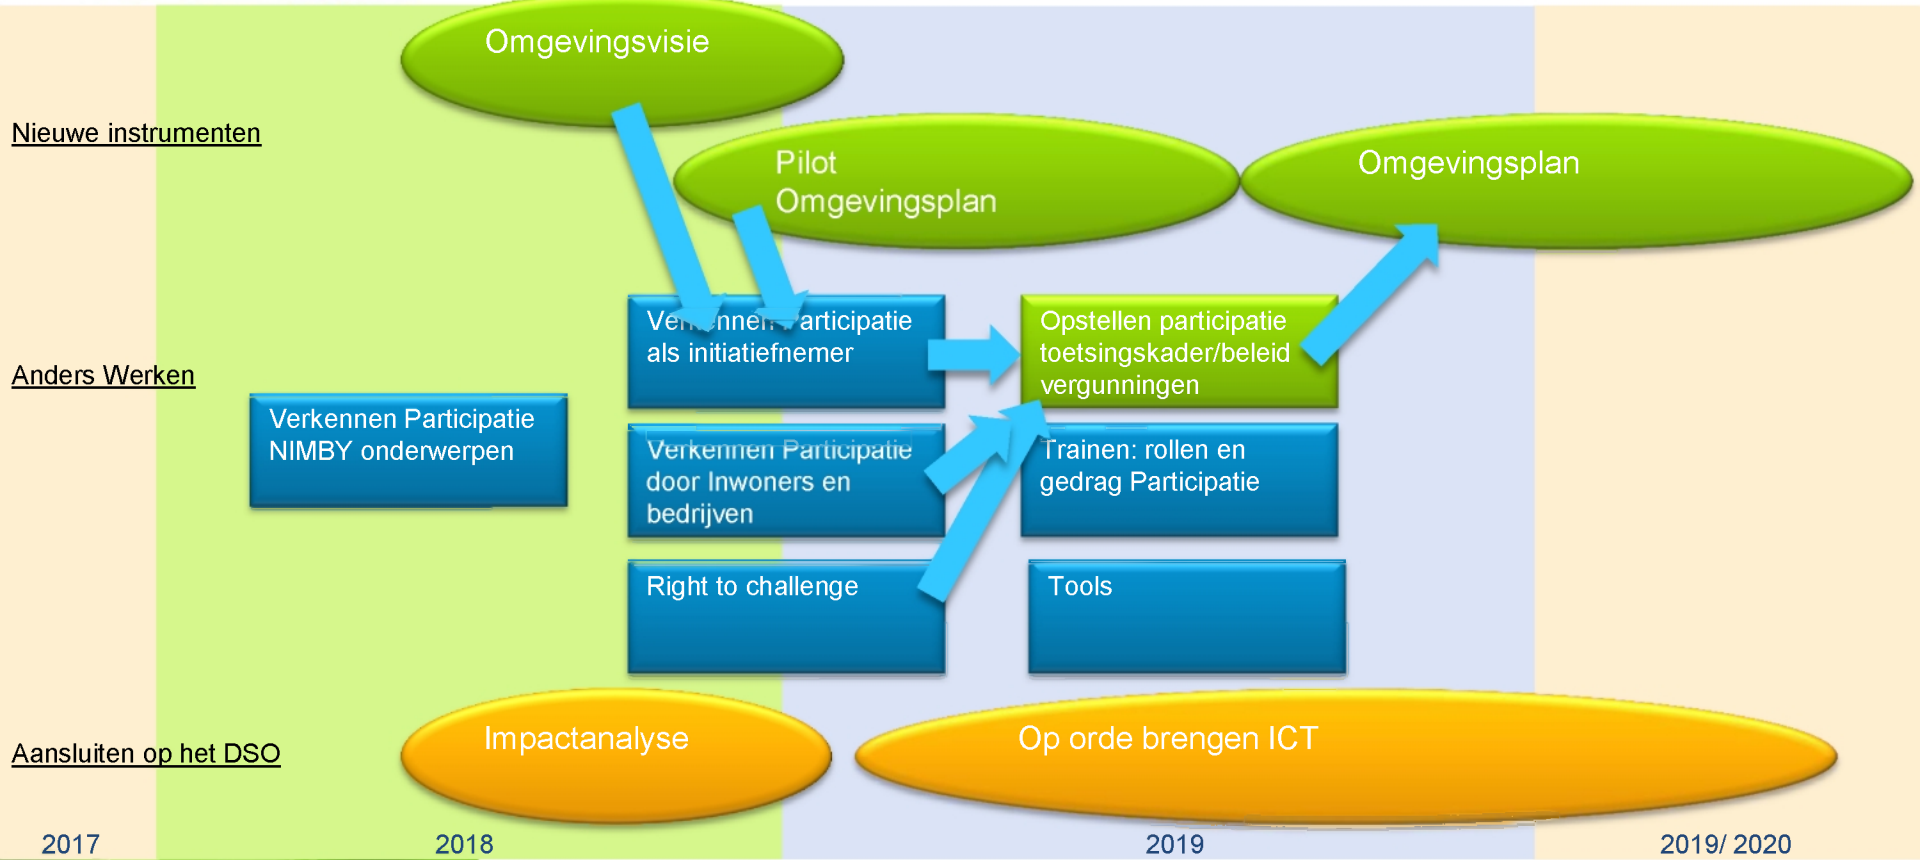 Omgevingsvisie
Nieuwe instrumenten
Pilot
Omgevingsplan
Omgevingsplan
Anders Werken
Verkennen Participatie
NIMBY onderwerpen
Verkennen Participatie
als initiatiefnemer
Verkennen Participatie
door Inwoners en
bedrijven
Right to challenge
Opstellen participatie
toetsingskader/beleid
vergunningen
Trainen: rollen en
gedrag Participatie
Tools
Aansluiten op het DSO
Impactanalyse
Op orde brengen ICT
2017
2018
2019
2019/ 2020